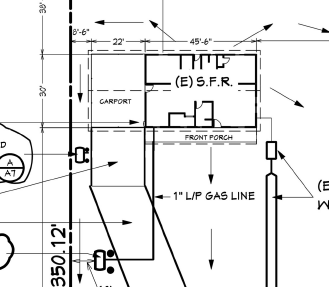 38'
8'-6"
22'
45'-6"
(E) S.F.R.
30'
CARPORT
FRONT PORCH
D
A
A7
1" L/P GAS LINE
(E
350.12'